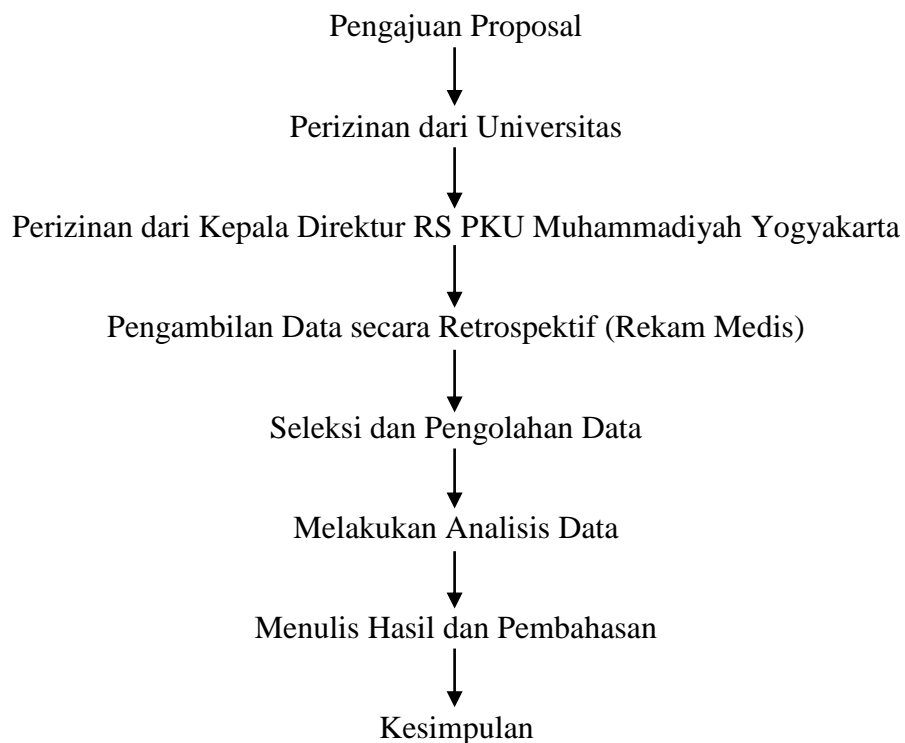 Pengajuan Proposal
Perizinan dari Universitas
Perizinan dari Kepala Direktur RS PKU Muhammadiyah Yogyakarta
Pengambilan Data secara Retrospektif (Rekam Medis)
Seleksi dan Pengolahan Data
Melakukan Analisis Data
Menulis Hasil dan Pembahasan
Kesimpulan